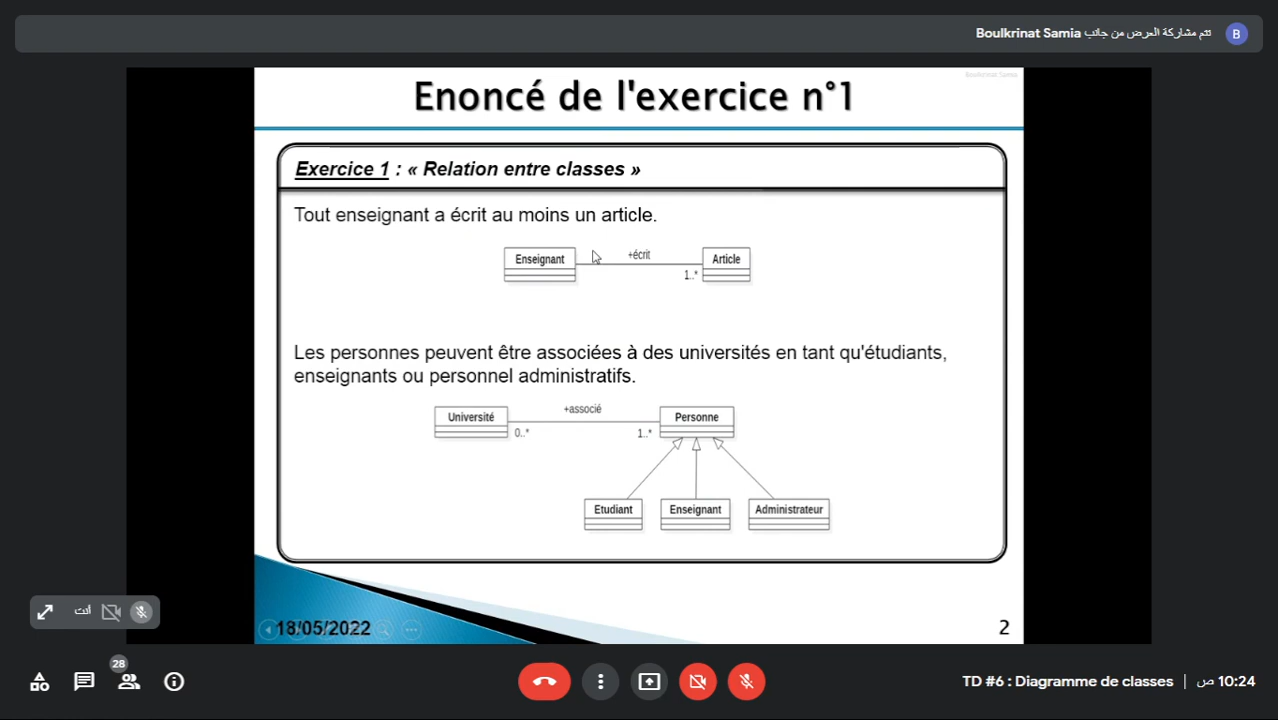 تتم مشاركة العرض من جانب Boulkrinat Samia
B
Boulkrinat Samia
Enoncé de l'exercice n°1
Exercice 1 : « Relation entre classes »
Tout enseignant a écrit au moins un article.
Enseignant
+écrit
Article
1..*
Les personnes peuvent être associées à des universités en tant qu'étudiants,
enseignants ou personnel administratifs.
Université
+associé
Personne
0..*
1..*
Etudiant
Enseignant
Administrateur
أنت
18/05/2022
2
28
TD #6 : Diagramme de classes | 10:24 ص